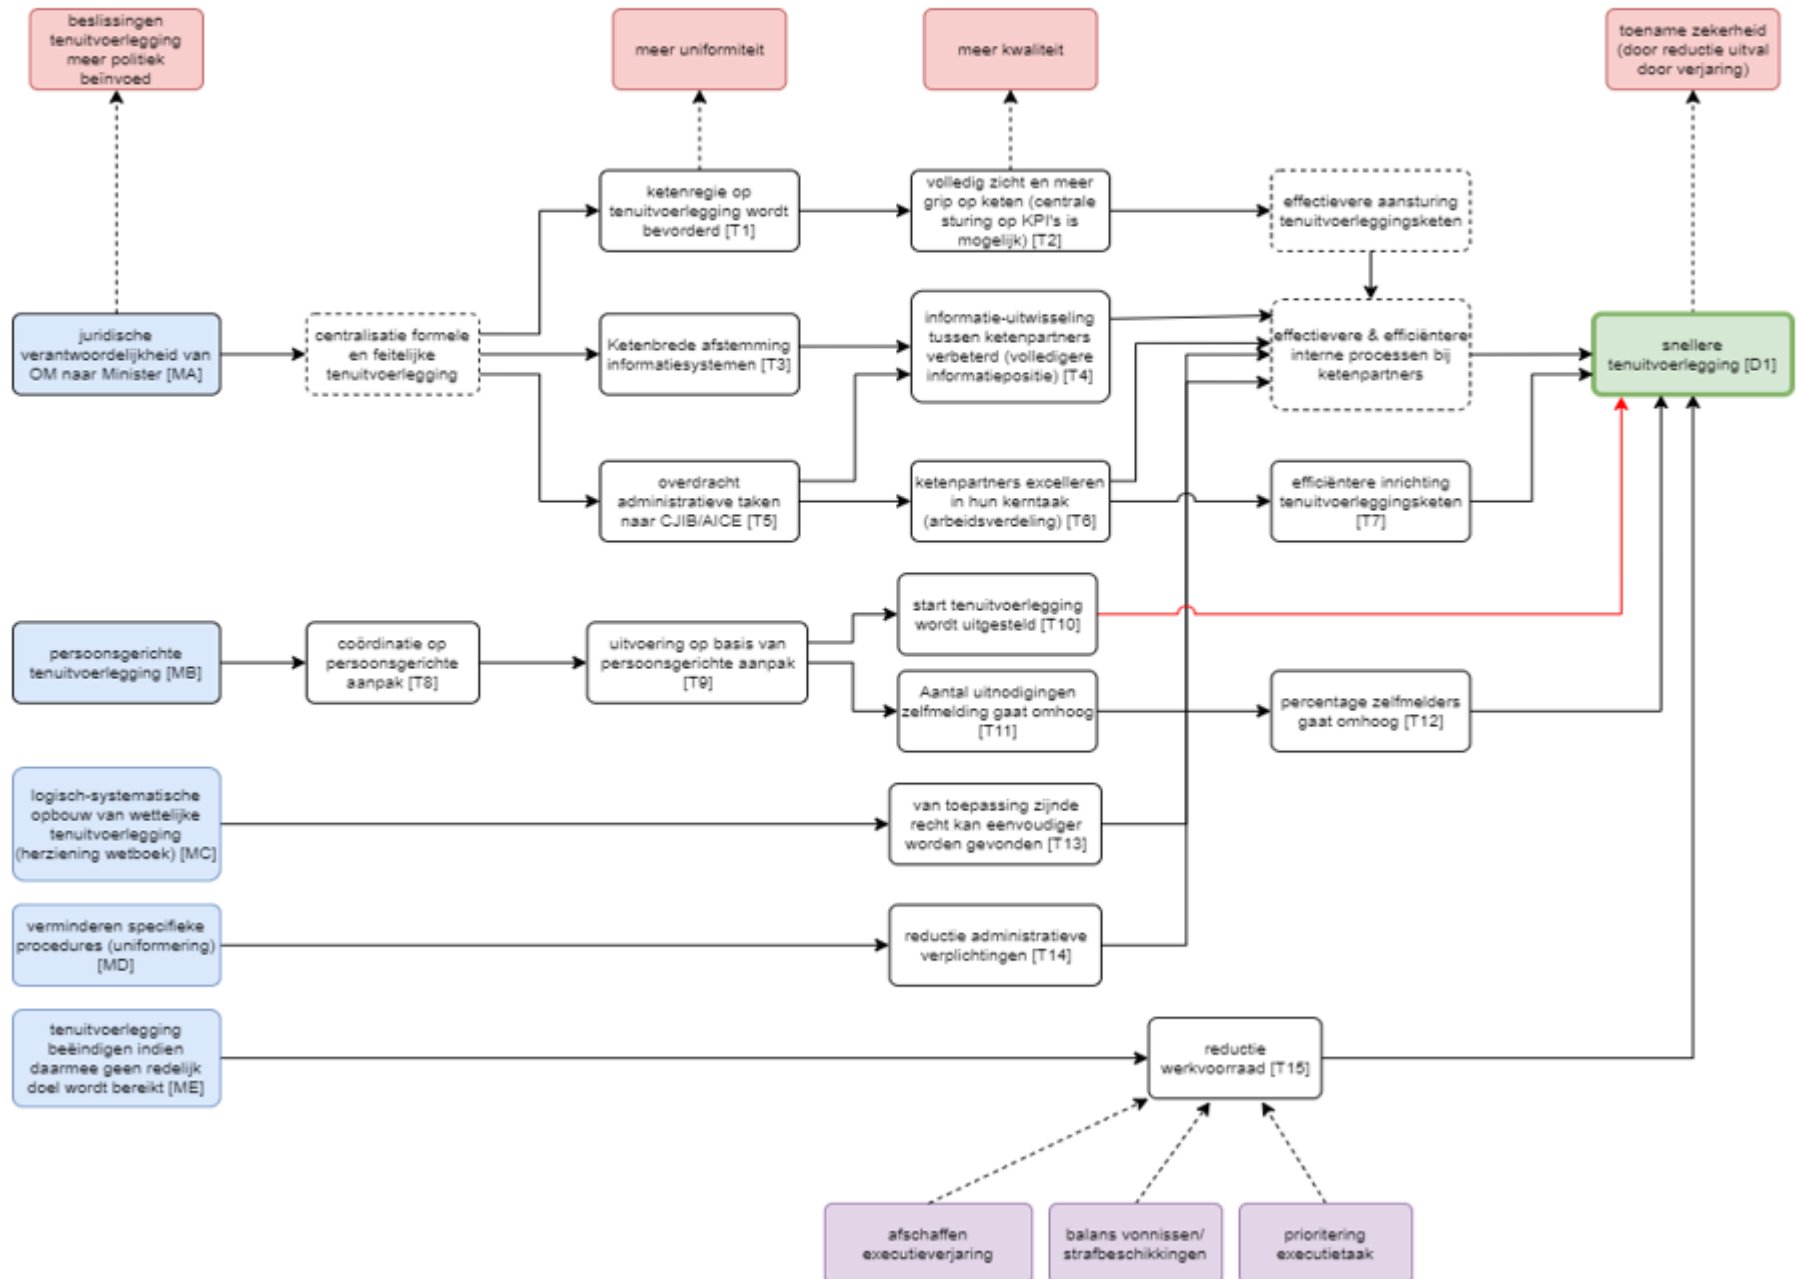 beslissingen
tenuitvoerlegging
meer politiek
beïnvoed
meer uniformiteit
meer kwaliteit
toename zekerheid
(door reductie uitval
door verjaring)
ketenregie op
tenuitvoerlegging wordt
bevorderd [T1]
volledig zicht en meer
grip op keten (centrale
sturing op KPI's is
mogelijk) [T2]
effectievere aansturing
tenuitvoerleggingsketen
juridische
verantwoordelijkheid van
OM naar Minister [MA]
centralisatie formele
en feitelijke
tenuitvoerlegging
Ketenbrede afstemming
informatiesystemen [T3]
informatie-uitwisseling
tussen ketenpartners
verbeterd (volledigere
informatiepositie) [T4]
effectievere & efficiëntere
interne processen bij
ketenpartners
snellere
tenuitvoerlegging [D1]
overdracht
administratieve taken
naar CJIB/AICE [T5]
ketenpartners excelleren
in hun kerntaak
(arbeidsverdeling) [T6]
efficiëntere inrichting
tenuitvoerleggingsketen
[T7]
persoonsgerichte
tenuitvoerlegging [MB]
coördinatie op
persoonsgerichte
aanpak [T8]
uitvoering op basis van
persoonsgerichte aanpak
[T9]
start tenuitvoerlegging
wordt uitgesteld [T10]
Aantal uitnodigingen
zelfmelding gaat omhoog
[T11]
percentage zelfmelders
gaat omhoog [T12]
logisch-systematische
opbouw van wettelijke
tenuitvoerlegging
(herziening wetboek) [MC]
van toepassing zijnde
recht kan eenvoudiger
worden gevonden [T13]
verminderen specifieke
procedures (uniformering)
[MD]
reductie administratieve
verplichtingen [T14]
tenuitvoerlegging
beëindigen indien
daarmee geen redelijk
doel wordt bereikt [ME]
reductie
werkvoorraad [T15]
afschaffen
executieverjaring
balans vonnissen/
strafbeschikkingen
prioritering
executietaak